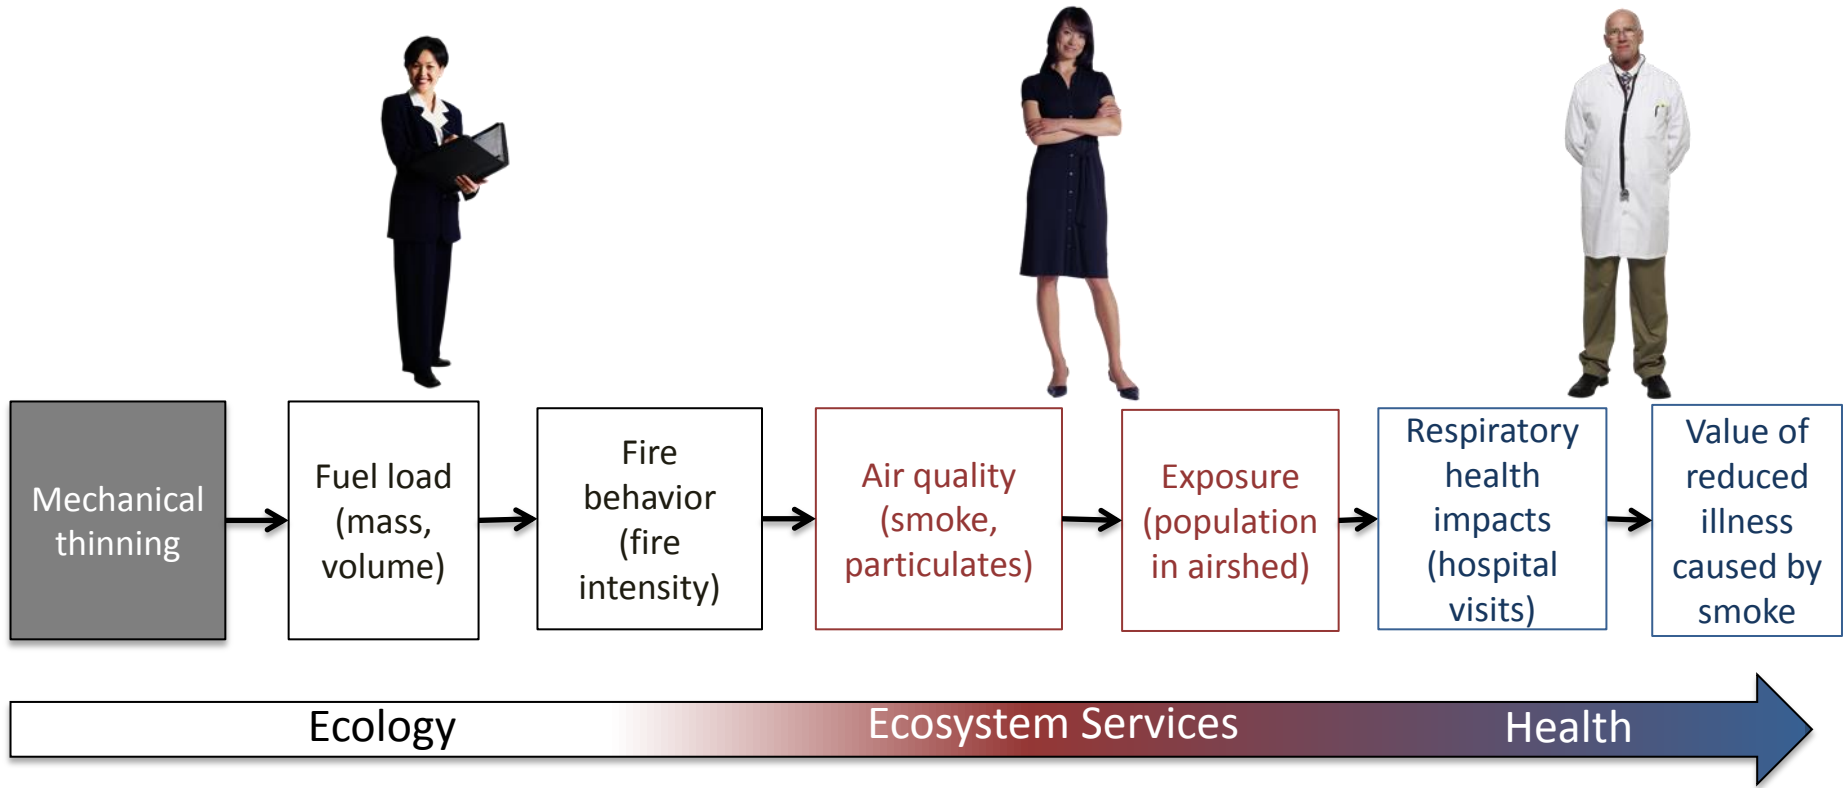 Mechanical
thinning
Fuel load
(mass,
volume)
Fire
behavior
(fire
intensity)
Air quality
(smoke,
particulates)
Exposure
(population
in airshed)
Respiratory
health
impacts
(hospital
visits)
Value of
reduced
illness
caused by
smoke
Ecology
Ecosystem Services
Health